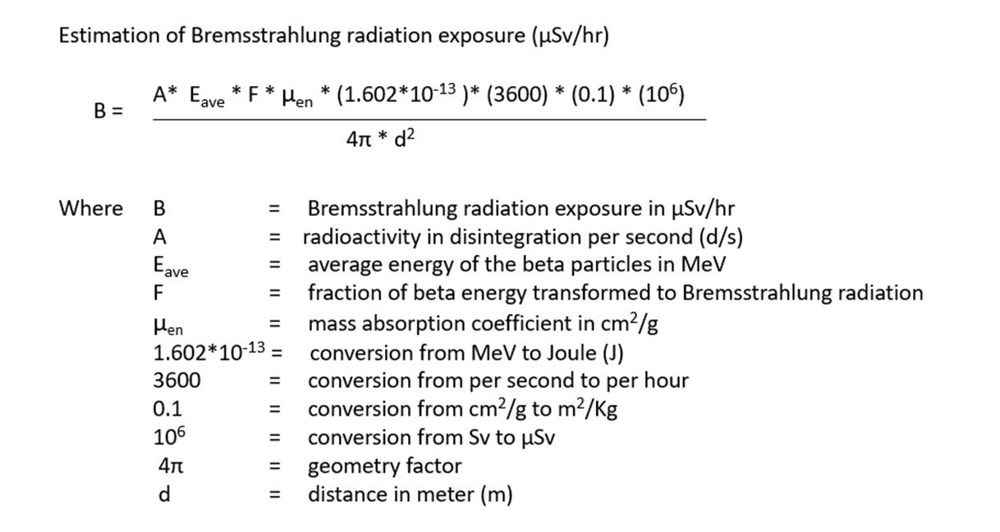 Estimation of Bremsstrahlung radiation exposure (µSv/hr)
B = A* Eave * F * µen * (1.602*10-13 )* (3600) * (0.1) * (106)
4π * d2
Where B = Bremsstrahlung radiation exposure in µSv/hr
A = radioactivity in disintegration per second (d/s)
Eave = average energy of the beta particles in MeV
F = fraction of beta energy transformed to Bremsstrahlung radiation
µen = mass absorption coefficient in cm2/g
1.602*10-13 = conversion from MeV to Joule (J)
3600 = conversion from per second to per hour
0.1 = conversion from cm2/g to m2/Kg
106 = conversion from Sv to µSv
4π = geometry factor
d = distance in meter (m)